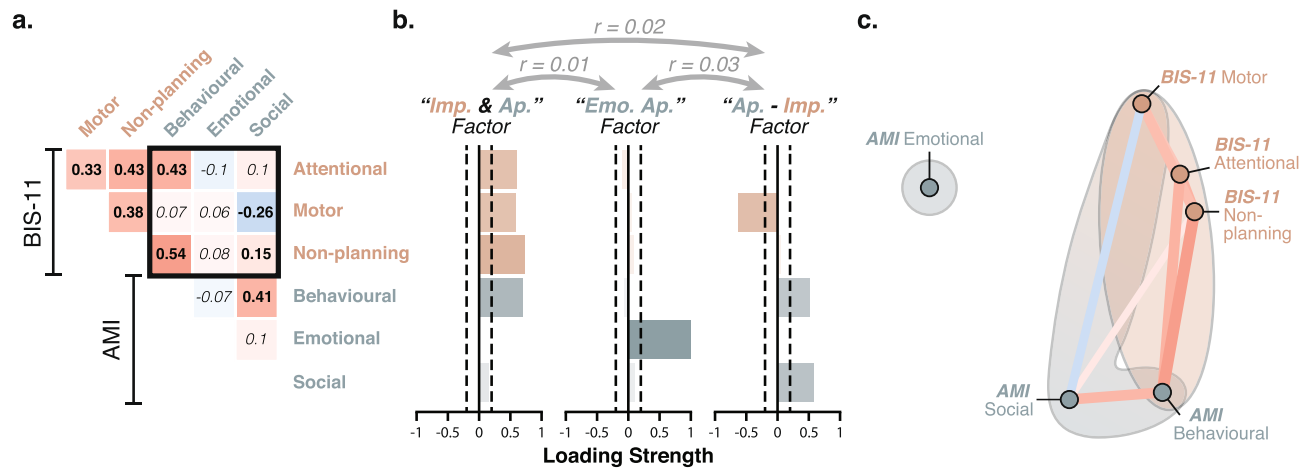 a.
Motor
Non-planning
Behavioural
Emotional
Social
BIS-11
AMI
0.33 0.43 0.43 -0.1 0.1 Attentional
0.38 0.07 0.06 -0.26 Motor
0.54 0.08 0.15 Non-planning
-0.07 0.41 Behavioural
0.1 Emotional
Social
b.
r = 0.02
r = 0.01 r = 0.03
“Imp. & Ap.” “Emo. Ap.” “Ap. - Imp.”
Factor Factor Factor
-1 -0.5 0 0.5 1 -1 -0.5 0 0.5 1 -1 -0.5 0 0.5 1
Loading Strength
c.
BIS-11 Motor
AMI Emotional
BIS-11
Attentional
BIS-11
Non-
planning
AMI
Social
AMI
Behavioural